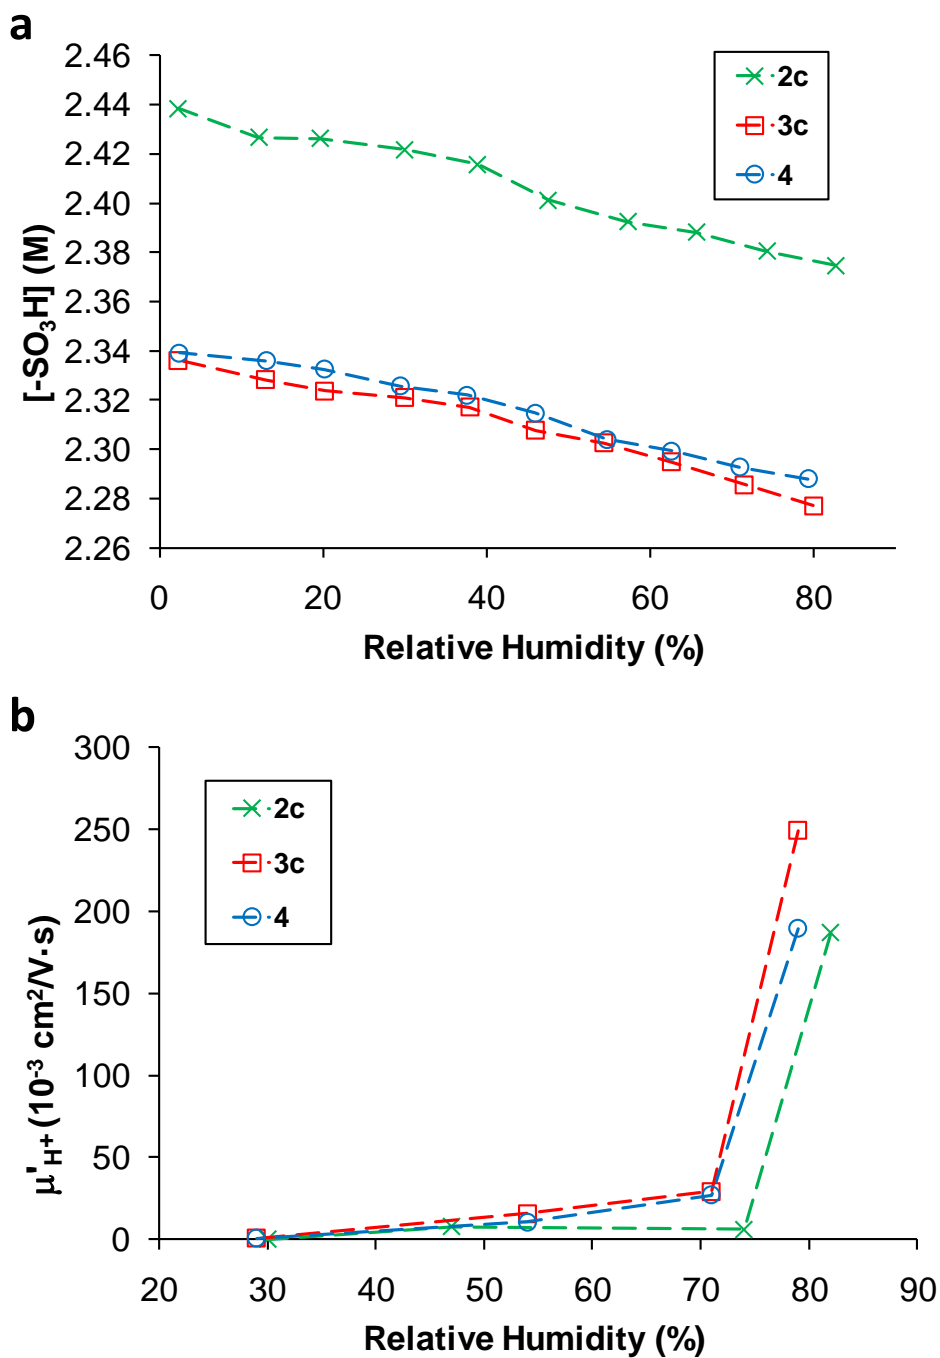 a
2.46
2.44
2.42
2.40
2.38
2.36
2.34
2.32
2.30
2.28
2.26
[-SO₃H] (M)
2c
3c
4
0 20 40 60 80
Relative Humidity (%)
b
300
250
200
150
100
50
0
μ'H⁺ (10⁻³ cm²/V·s)
2c
3c
4
20 30 40 50 60 70 80 90
Relative Humidity (%)